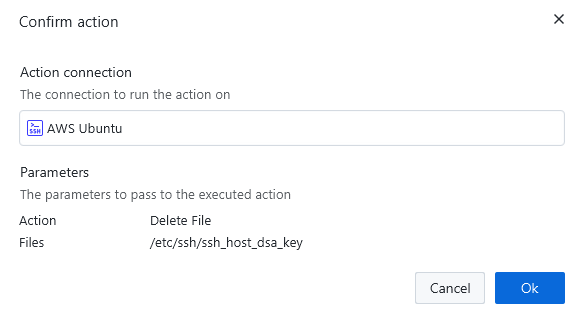 Confirm action
Action connection
The connection to run the action on
SSH AWS Ubuntu
Parameters
The parameters to pass to the executed action
Action Delete File
Files /etc/ssh/ssh_host_dsa_key
Cancel Ok